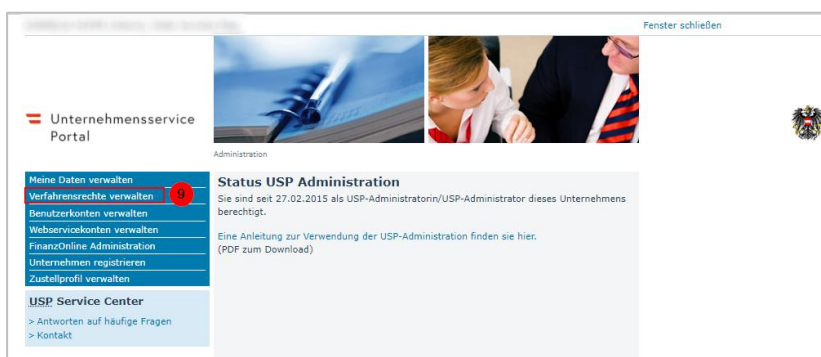 Fenster schließen
Unternehmensservice
Portal
Administration
Meine Daten verwalten
Verfahrensrechte verwalten 9
Benutzerkonten verwalten
Webservicekonten verwalten
FinanzOnline Administration
Unternehmen registrieren
Zustellprofil verwalten
USP Service Center
> Antworten auf häufige Fragen
> Kontakt
Status USP Administration
Sie sind seit 27.02.2015 als USP-Administratorin/USP-Administrator dieses Unternehmens
berechtigt.
Eine Anleitung zur Verwendung der USP-Administration finden sie hier.
(PDF zum Download)